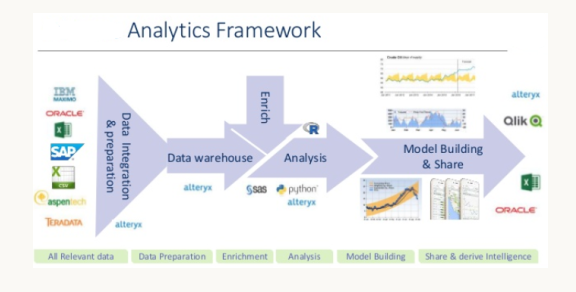 Analytics Framework
IBM
MAXIMO
ORACLE
SAP
CSV
aspentech
TERADATA
Data Integration
& preparation
alteryx
Data warehouse
alteryx
Enrich
R
Analysis
sas
python
alteryx
Model Building
& Share
alteryx
Qlik
ORACLE
All Relevant data
Data Preparation
Enrichment
Analysis
Model Building
Share & derive Intelligence